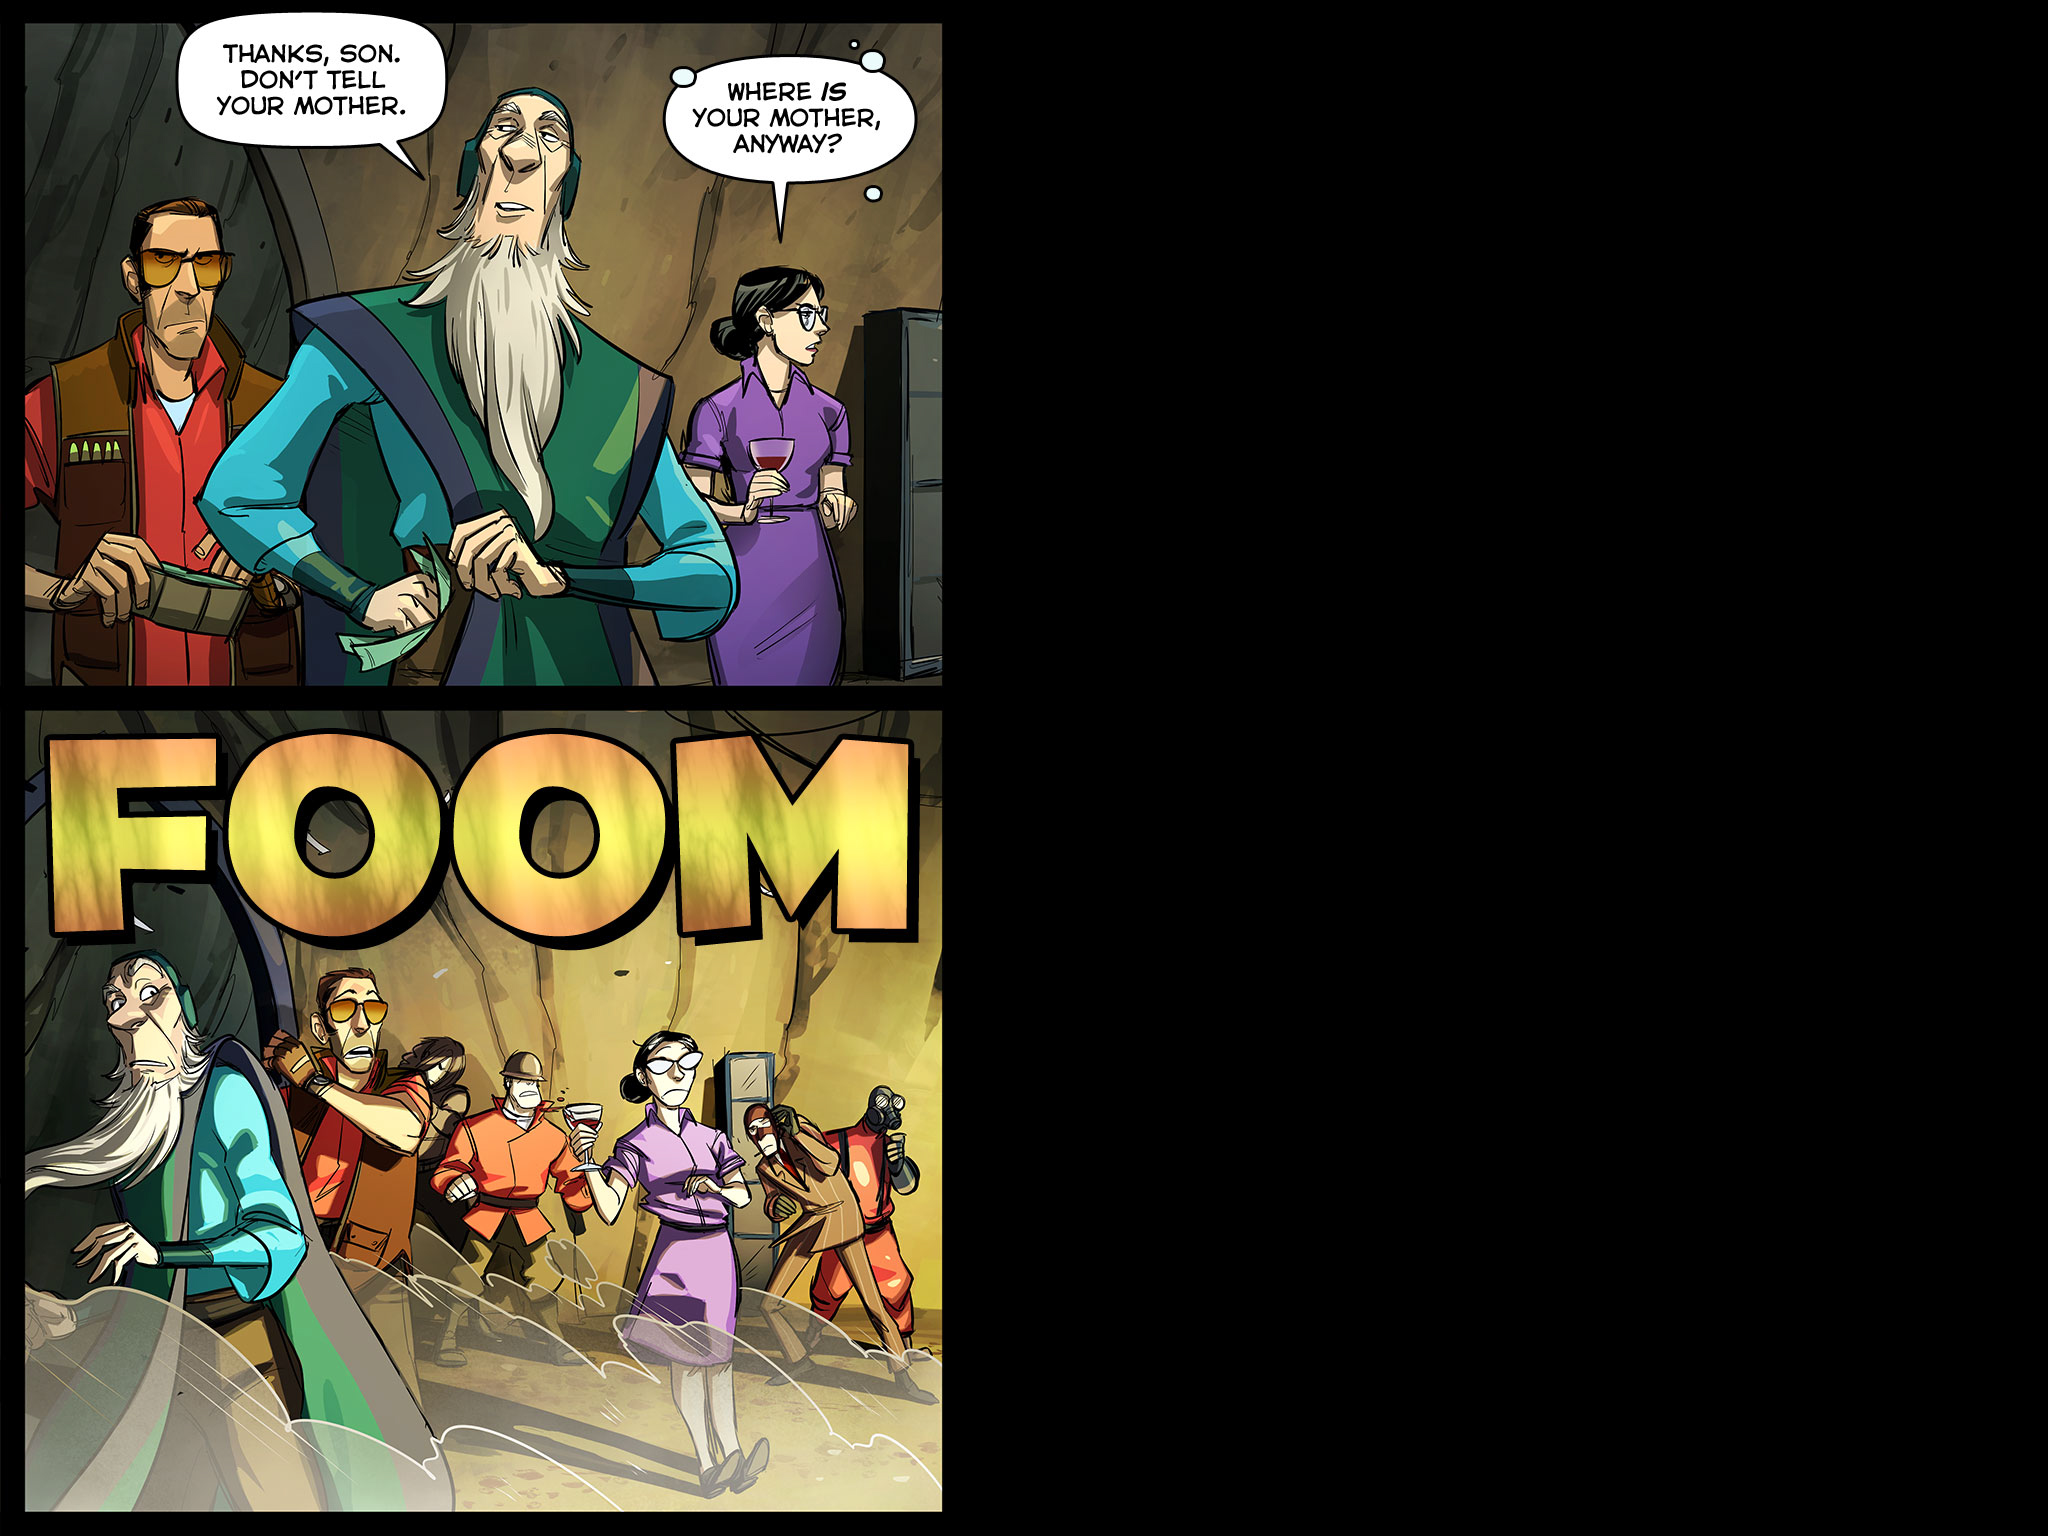 THANKS, SON.
DON'T TELL
YOUR MOTHER.
WHERE IS
YOUR MOTHER,
ANYWAY?
FOOM